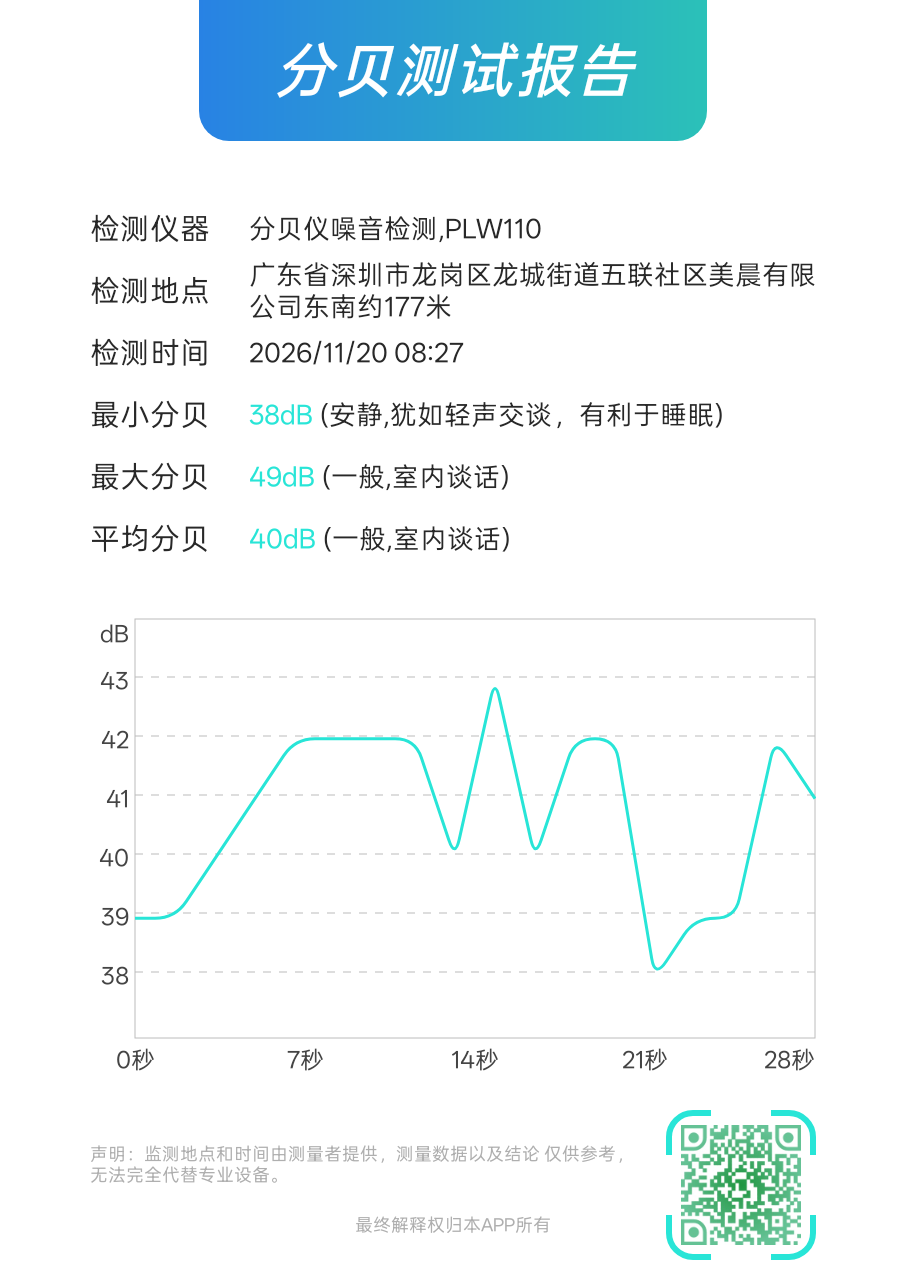 分贝测试报告
检测仪器 分贝仪噪音检测,PLW110
检测地点 广东省深圳市龙岗区龙城街道五联社区美晨有限
公司东南约177米
检测时间 2026/11/20 08:27
最小分贝 38dB (安静,犹如轻声交谈，有利于睡眠)
最大分贝 49dB (一般,室内谈话)
平均分贝 40dB (一般,室内谈话)
dB
43
42
41
40
39
38
0秒 7秒 14秒 21秒 28秒
声明：监测地点和时间由测量者提供，测量数据以及结论 仅供参考，
无法完全代替专业设备。
最终解释权归本APP所有